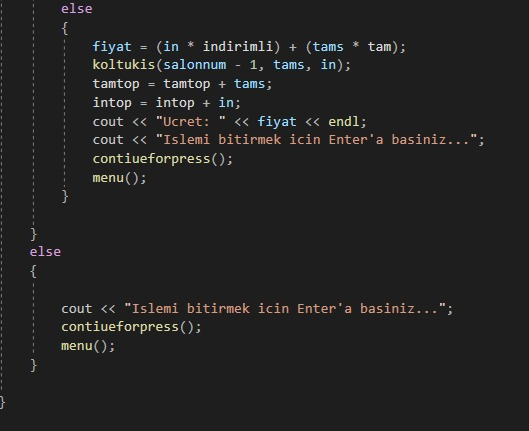 else
{
fiyat = (in * indirimli) + (tams * tam);
koltukis(salonnum - 1, tams, in);
tamtop = tamtop + tams;
intop = intop + in;
cout << "Ucret: " << fiyat << endl;
cout << "Islemi bitirmek icin Enter'a basiniz...";
contiueforpress();
menu();
}
}
else
{
cout << "Islemi bitirmek icin Enter'a basiniz...";
contiueforpress();
menu();
}
}